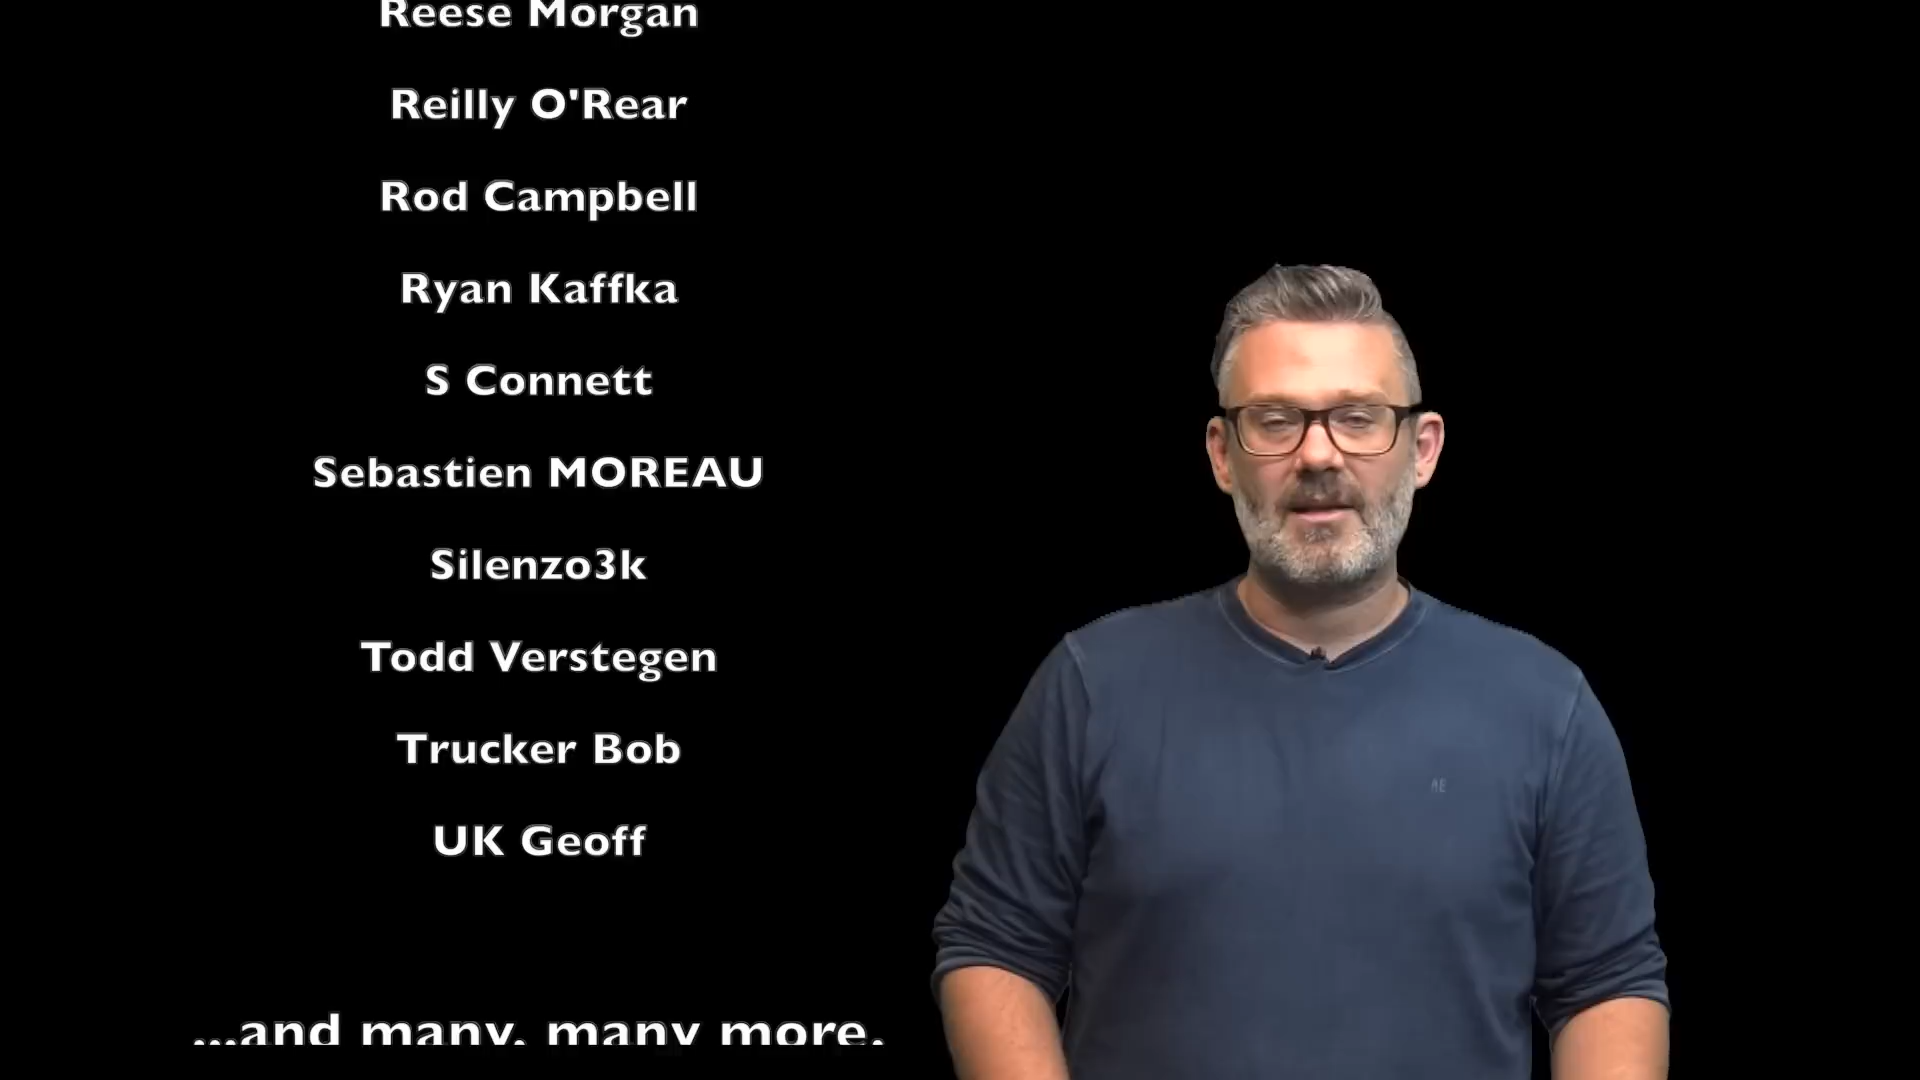 Reese Morgan
Reilly O'Rear
Rod Campbell
Ryan Kaffka
S Connett
Sebastien MOREAU
Silenzo3k
Todd Verstegen
Trucker Bob
UK Geoff
...and many, many more.